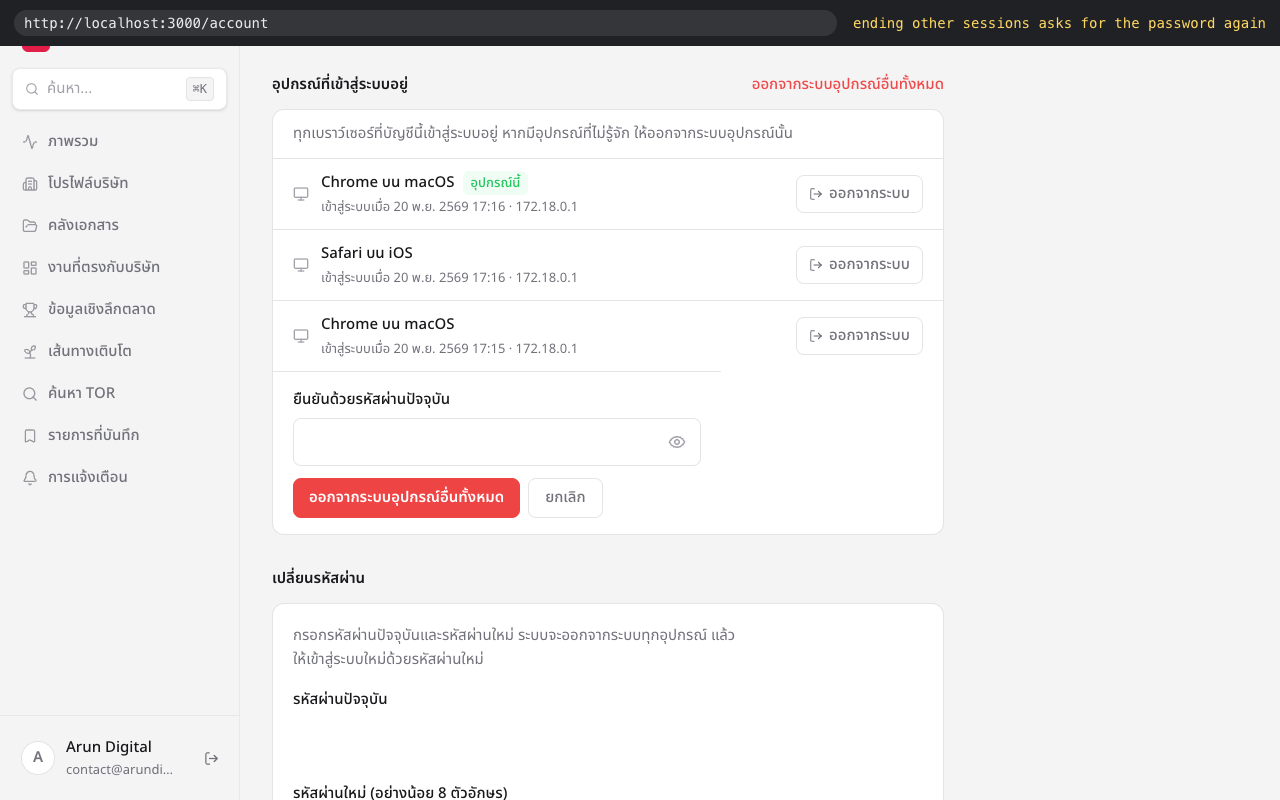 http://localhost:3000/account
ending other sessions asks for the password again
ค้นหา...
⌘K
ภาพรวม
โปรไฟล์บริษัท
คลังเอกสาร
งานที่ตรงกับบริษัท
ข้อมูลเชิงลึกตลาด
เส้นทางเติบโต
ค้นหา TOR
รายการที่บันทึก
การแจ้งเตือน
A
Arun Digital
contact@arundi...
อุปกรณ์ที่เข้าสู่ระบบอยู่
ออกจากระบบอุปกรณ์อื่นทั้งหมด
ทุกเบราว์เซอร์ที่บัญชีนี้เข้าสู่ระบบอยู่ หากมีอุปกรณ์ที่ไม่รู้จัก ให้ออกจากระบบอุปกรณ์นั้น
Chrome บน macOS อุปกรณ์นี้
เข้าสู่ระบบเมื่อ 20 พ.ย. 2569 17:16 · 172.18.0.1
ออกจากระบบ
Safari บน iOS
เข้าสู่ระบบเมื่อ 20 พ.ย. 2569 17:16 · 172.18.0.1
ออกจากระบบ
Chrome บน macOS
เข้าสู่ระบบเมื่อ 20 พ.ย. 2569 17:15 · 172.18.0.1
ออกจากระบบ
ยืนยันด้วยรหัสผ่านปัจจุบัน
ออกจากระบบอุปกรณ์อื่นทั้งหมด
ยกเลิก
เปลี่ยนรหัสผ่าน
กรอกรหัสผ่านปัจจุบันและรหัสผ่านใหม่ ระบบจะออกจากระบบทุกอุปกรณ์ แล้ว
ให้เข้าสู่ระบบใหม่ด้วยรหัสผ่านใหม่
รหัสผ่านปัจจุบัน
รหัสผ่านใหม่ (อย่างน้อย 8 ตัวอักษร)